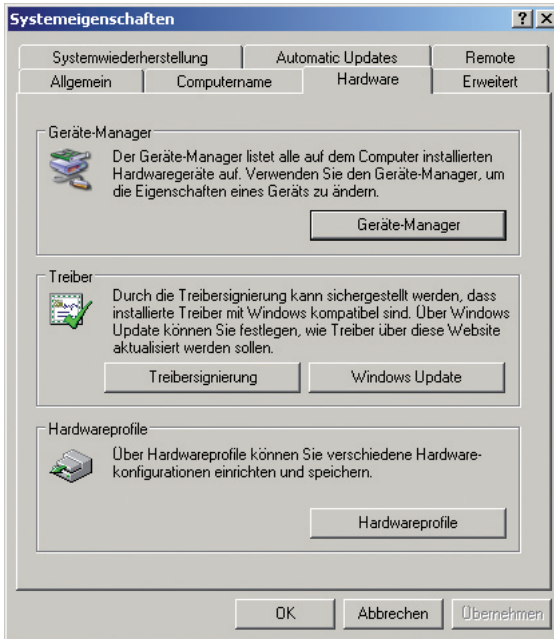 Systemeigenschaften
Systemwiederherstellung Automatic Updates Remote
Allgemein Computername Hardware Erweitert
Geräte-Manager
Der Geräte-Manager listet alle auf dem Computer installierten
Hardwaregeräte auf. Verwenden Sie den Geräte-Manager, um
die Eigenschaften eines Geräts zu ändern.
Geräte-Manager
Treiber
Durch die Treibersignierung kann sichergestellt werden, dass
installierte Treiber mit Windows kompatibel sind. Über Windows
Update können Sie festlegen, wie Treiber über diese Website
aktualisiert werden sollen.
Treibersignierung Windows Update
Hardwareprofile
Über Hardwareprofile können Sie verschiedene Hardware-
konfigurationen einrichten und speichern.
Hardwareprofile
OK Abbrechen Übernehmen